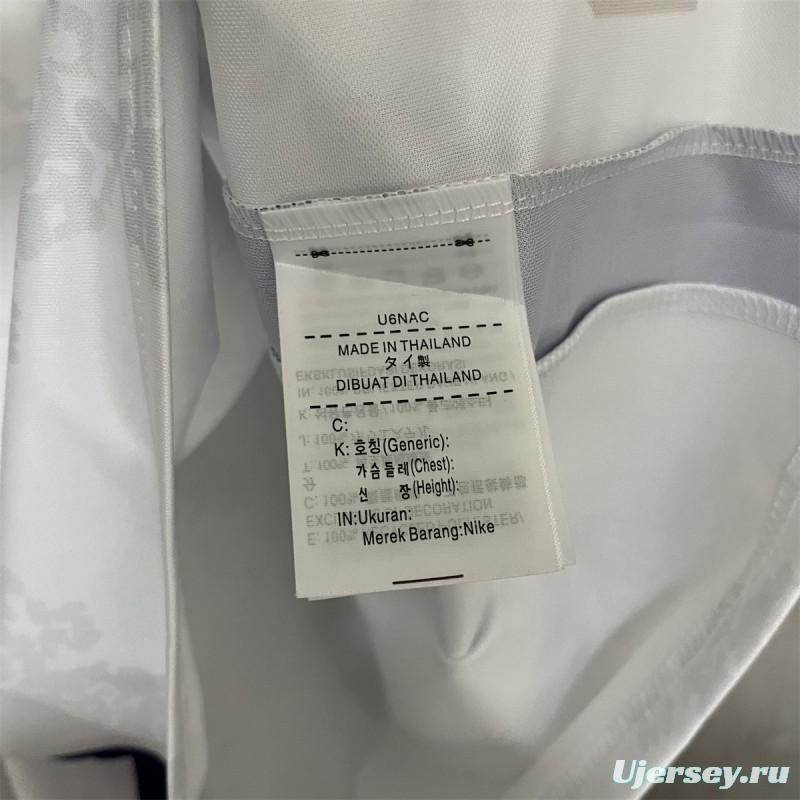 U6NAC
MADE IN THAILAND
タイ製
DIBUAT DI THAILAND
C:
K: 호칭(Generic):
가슴둘레(Chest):
신 장(Height):
IN:Ukuran:
Merek Barang:Nike
Ujersey.ru